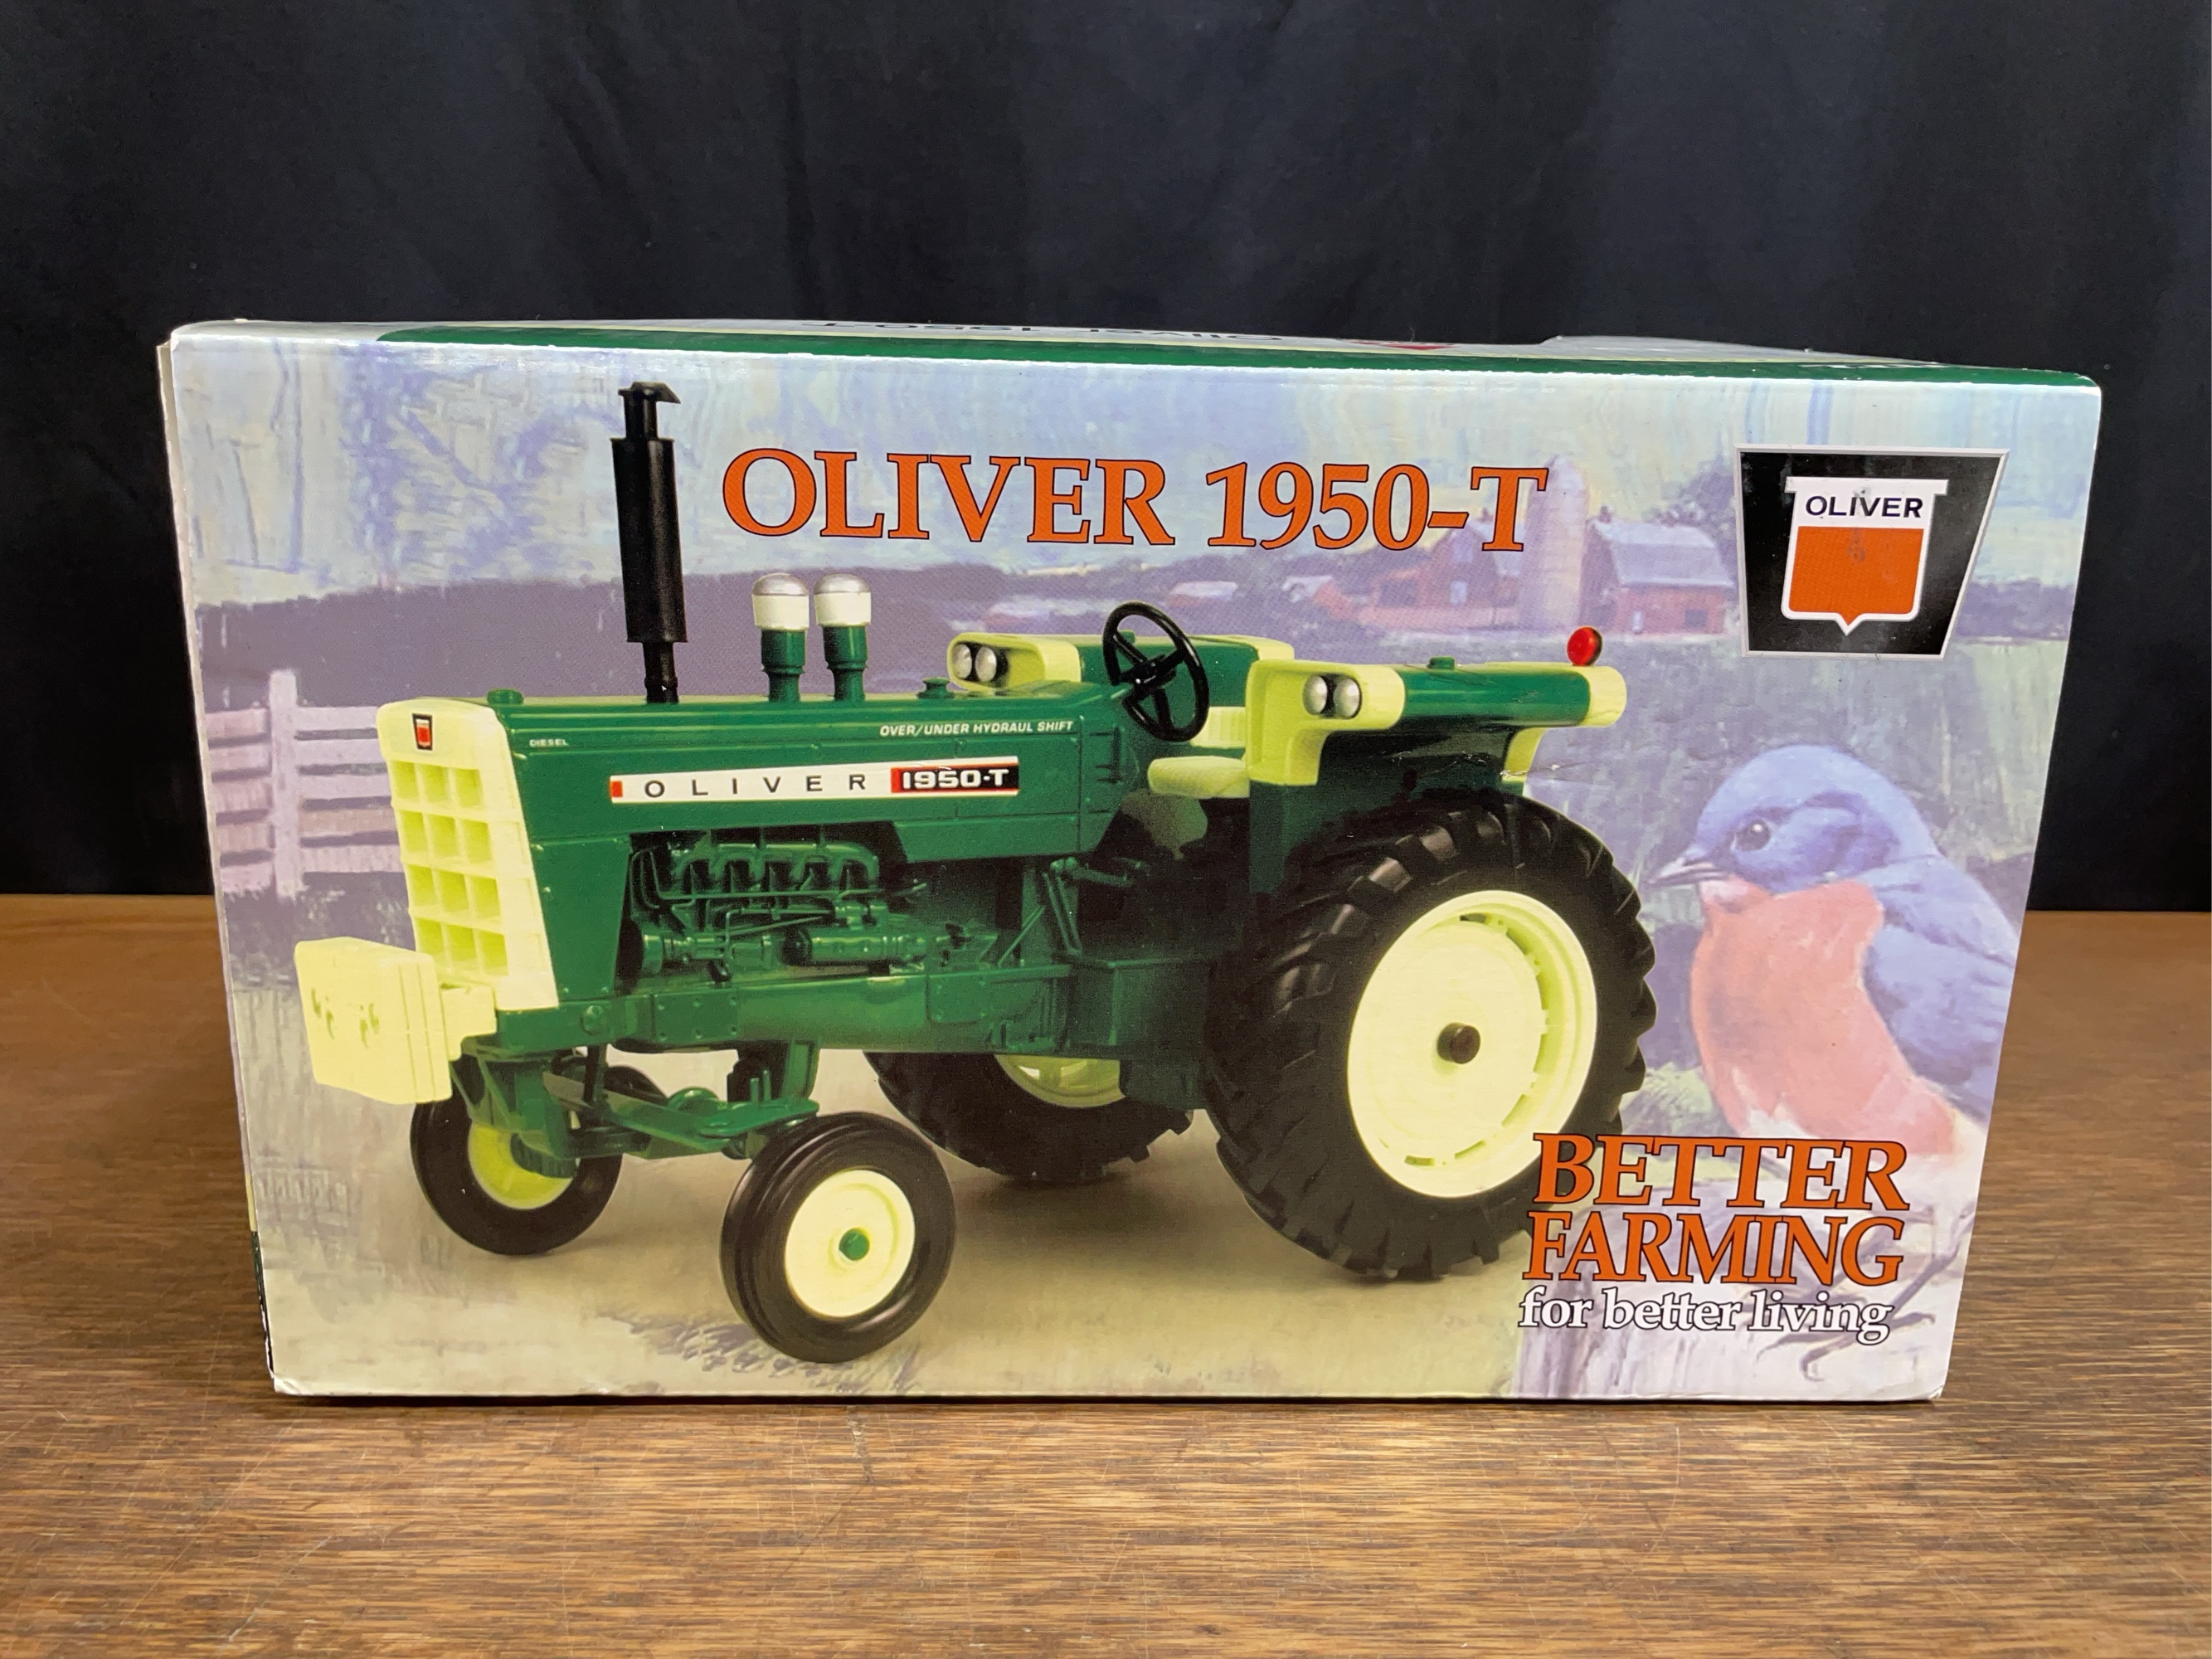 OLIVER 1950-T
OLIVER
DIESEL
OVER/UNDER HYDRAUL SHIFT
OLIVER 1950-T
BETTER
FARMING
for better living